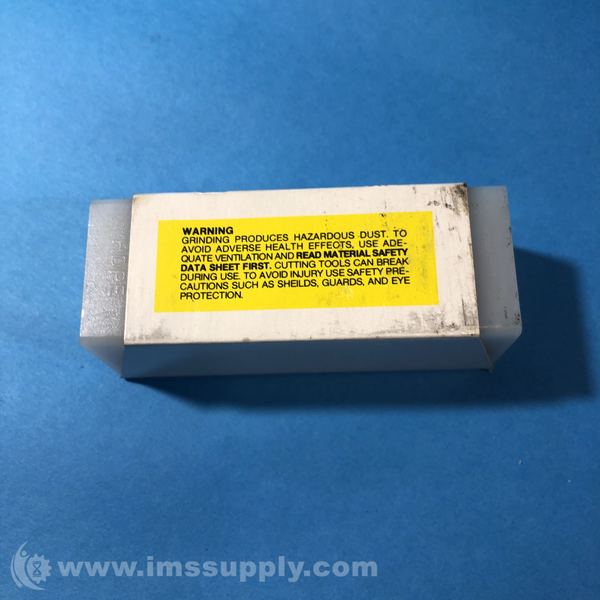 WARNING
GRINDING PRODUCES HAZARDOUS DUST. TO
AVOID ADVERSE HEALTH EFFECTS, USE ADE-
QUATE VENTILATION AND READ MATERIAL SAFETY
DATA SHEET FIRST. CUTTING TOOLS CAN BREAK
DURING USE. TO AVOID INJURY USE SAFETY PRE-
CAUTIONS SUCH AS SHEILDS, GUARDS, AND EYE
PROTECTION.
www.imssupply.com